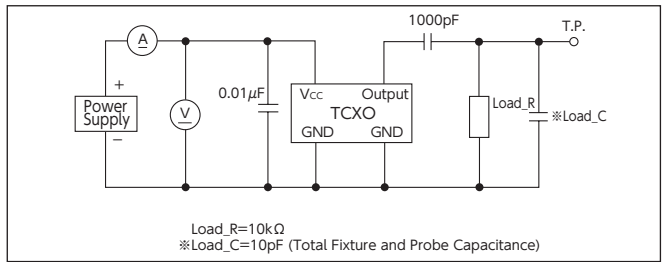 1000pF
T.P.
A
+
Power
Supply
−
V
0.01μF
Vcc Output
TCXO
GND GND
Load_R
※Load_C
Load_R=10kΩ
※Load_C=10pF (Total Fixture and Probe Capacitance)